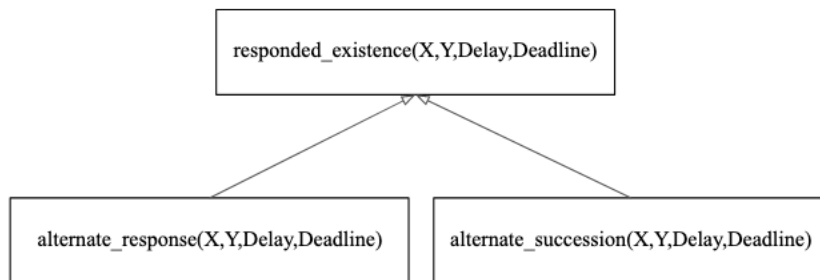 responded_existence(X,Y,Delay,Deadline)
alternate_response(X,Y,Delay,Deadline)
alternate_succession(X,Y,Delay,Deadline)